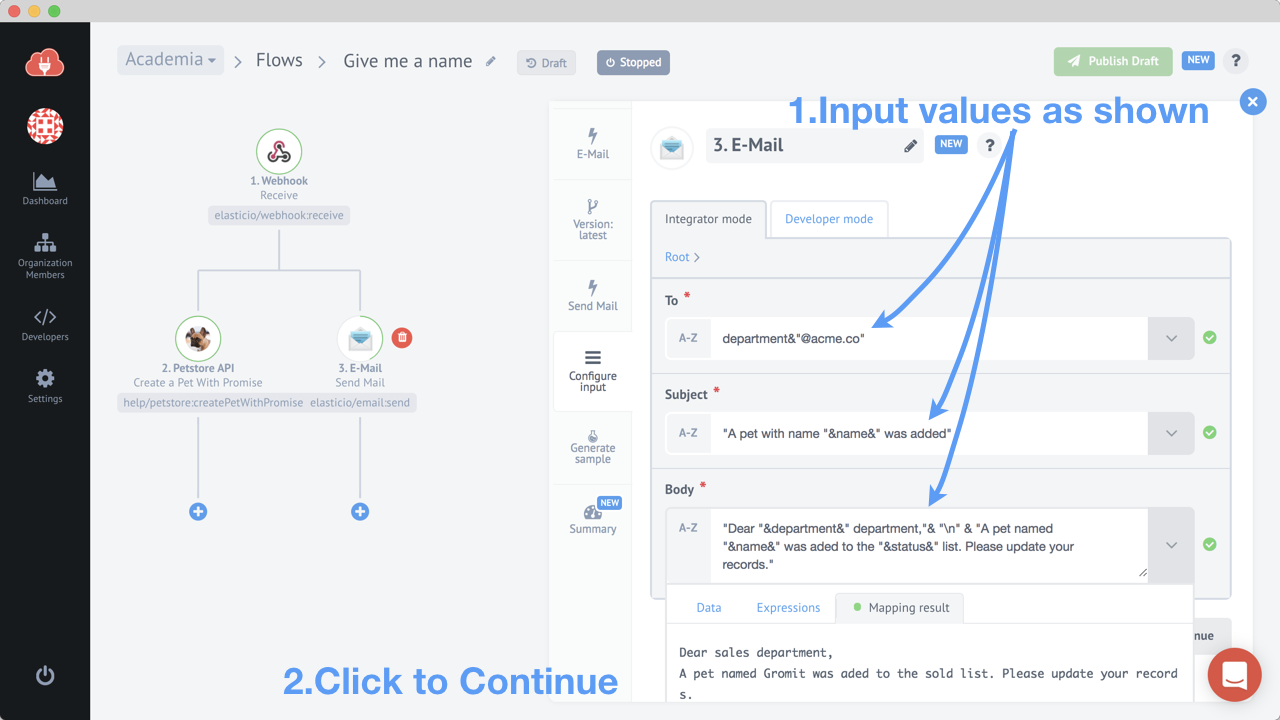 Academia
Flows
Give me a name
Draft
Stopped
Publish Draft
NEW
?
1.Input values as shown
Dashboard
Organization
Members
Developers
Settings
1. Webhook
Receive
elasticio/webhook:receive
2. Petstore API
Create a Pet With Promise
help/petstore:createPetWithPromise
3. E-Mail
Send Mail
elasticio/email:send
E-Mail
Version:
latest
Send Mail
Configure
input
Generate
sample
NEW
Summary
3. E-Mail
NEW
?
Integrator mode
Developer mode
Root
To *
A-Z
department&"@acme.co"
Subject *
A-Z
"A pet with name "&name&" was added"
Body *
A-Z
"Dear "&department&" department,"& "\n" & "A pet named
"&name&" was aded to the "&status&" list. Please update your
records."
Data
Expressions
Mapping result
nue
Dear sales department,
A pet named Gromit was aded to the sold list. Please update your record
s.
2.Click to Continue